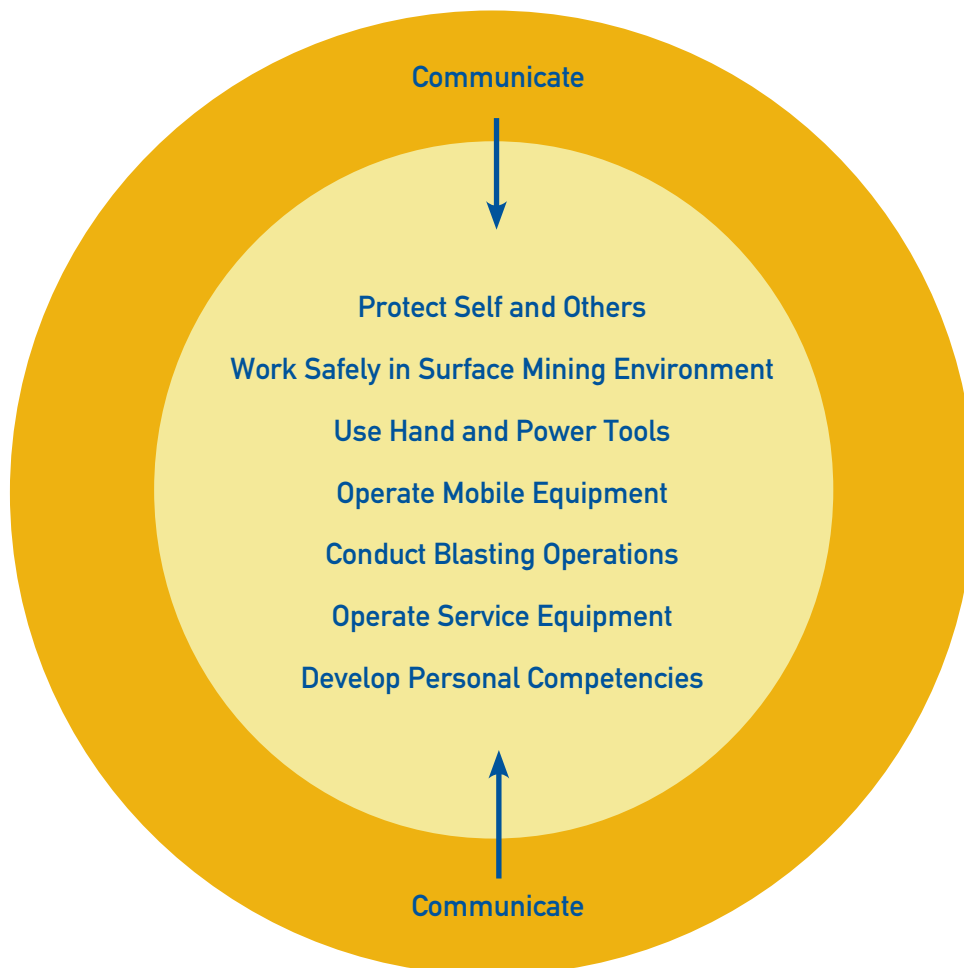 Communicate
Protect Self and Others
Work Safely in Surface Mining Environment
Use Hand and Power Tools
Operate Mobile Equipment
Conduct Blasting Operations
Operate Service Equipment
Develop Personal Competencies
Communicate